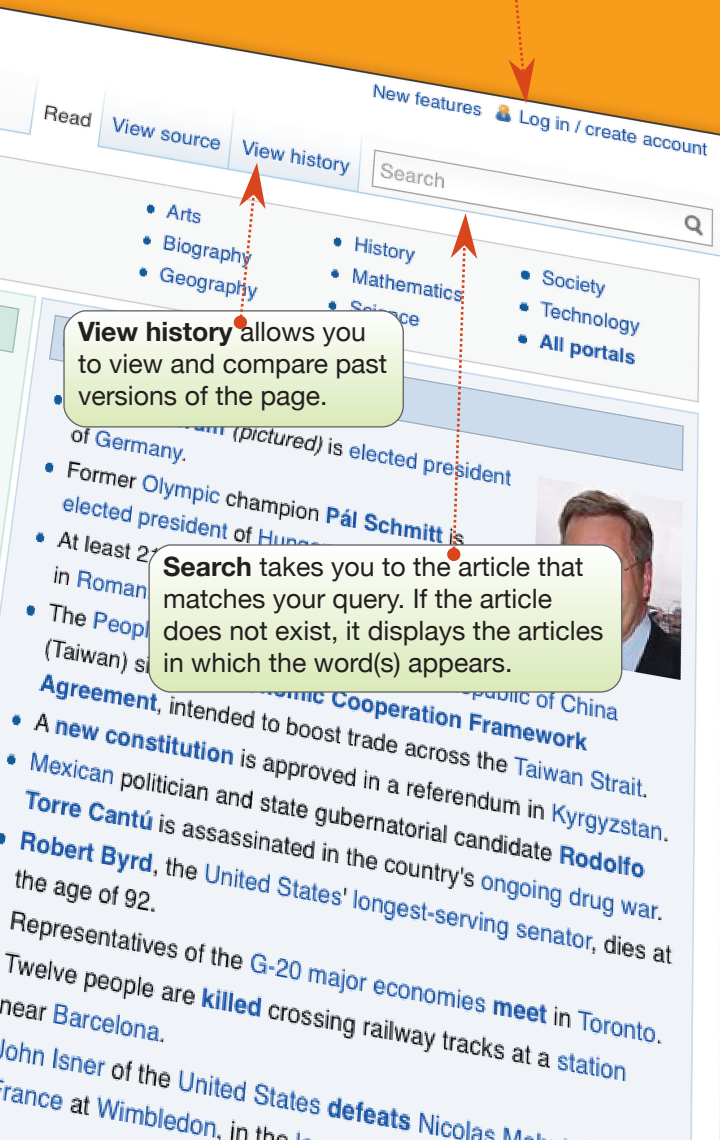 New features Log in / create account
Read View source View history Search
Arts
Biography
Geography
History
Mathematics
Science
Society
Technology
All portals
View history allows you
to view and compare past
versions of the page.
(pictured) is elected president
of Germany.
Former Olympic champion Pál Schmitt is
elected president of
At least
in
Search takes you to the article that
matches your query. If the article
does not exist, it displays the articles
in which the word(s) appears.
The
(Taiwan) of China
Agreement, intended to boost trade across the Taiwan Strait.
Cooperation Framework
A new constitution is approved in a referendum in Kyrgyzstan.
Mexican politician and state gubernatorial candidate Rodolfo
Torre Cantú is assassinated in the country's ongoing drug war.
Robert Byrd, the United States' longest-serving senator, dies at
the age of 92.
Representatives of the G-20 major economies meet in Toronto.
Twelve people are killed crossing railway tracks at a station
near Barcelona.
John Isner of the United States defeats Nicolas
France at Wimbledon, in the